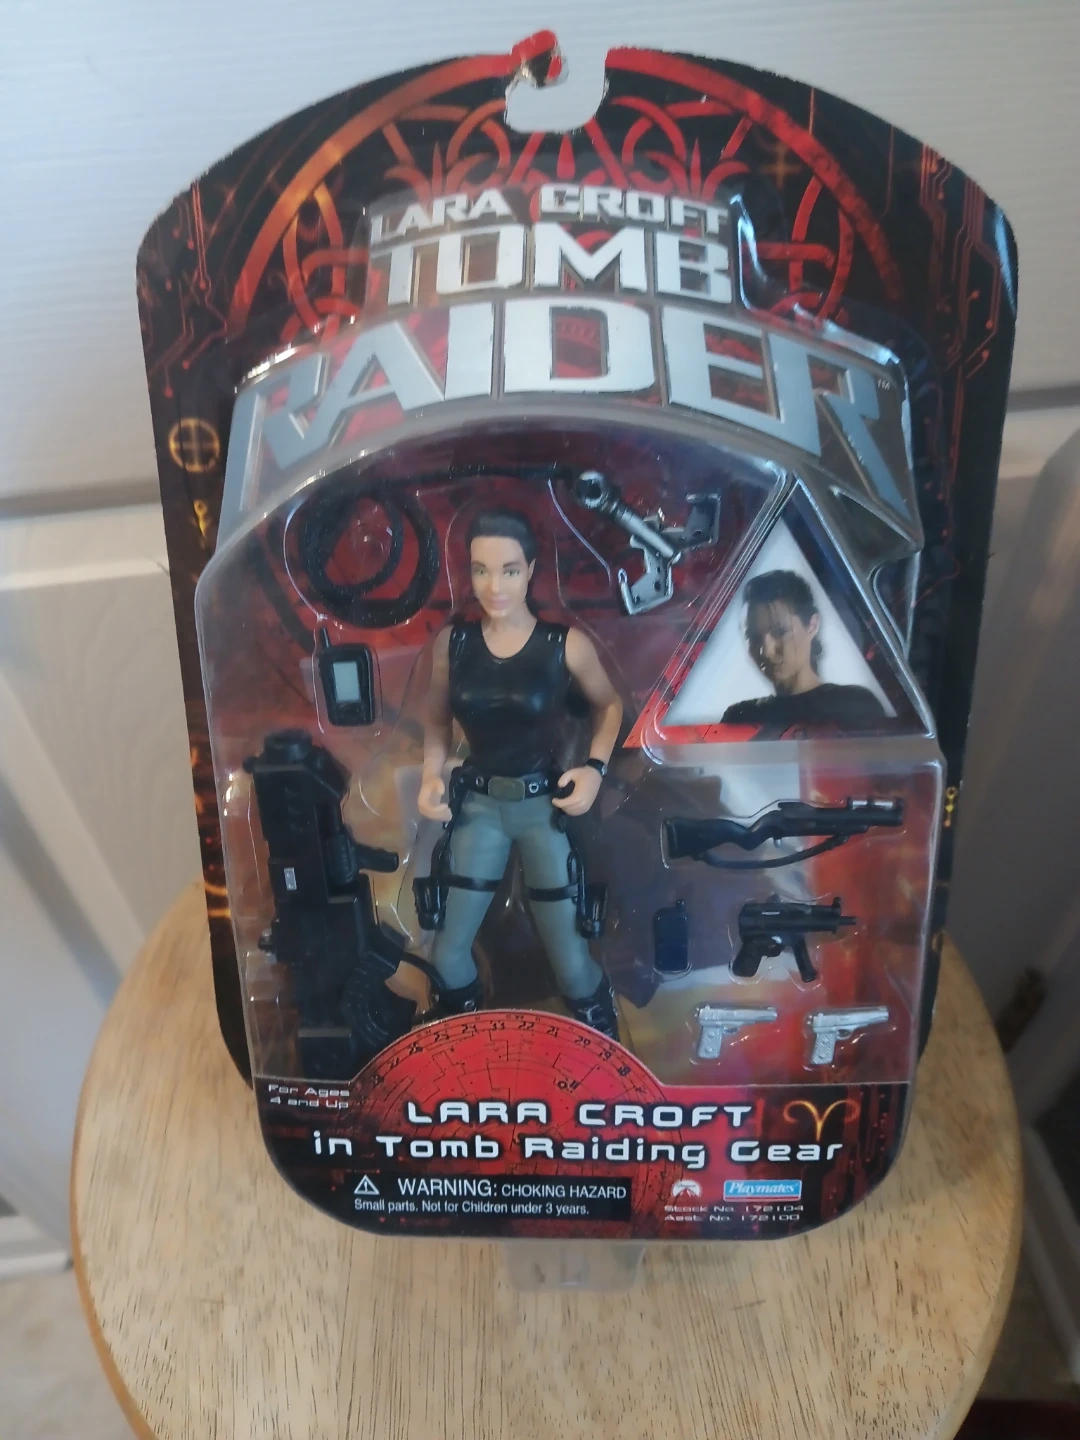 LARA CROFT
TOMB
RAIDER™
For Ages
4 and Up
LARA CROFT
in Tomb Raiding Gear
WARNING: CHOKING HAZARD
Small parts. Not for Children under 3 years.
Playmates
Stock No. 172104
Asst. No. 172100